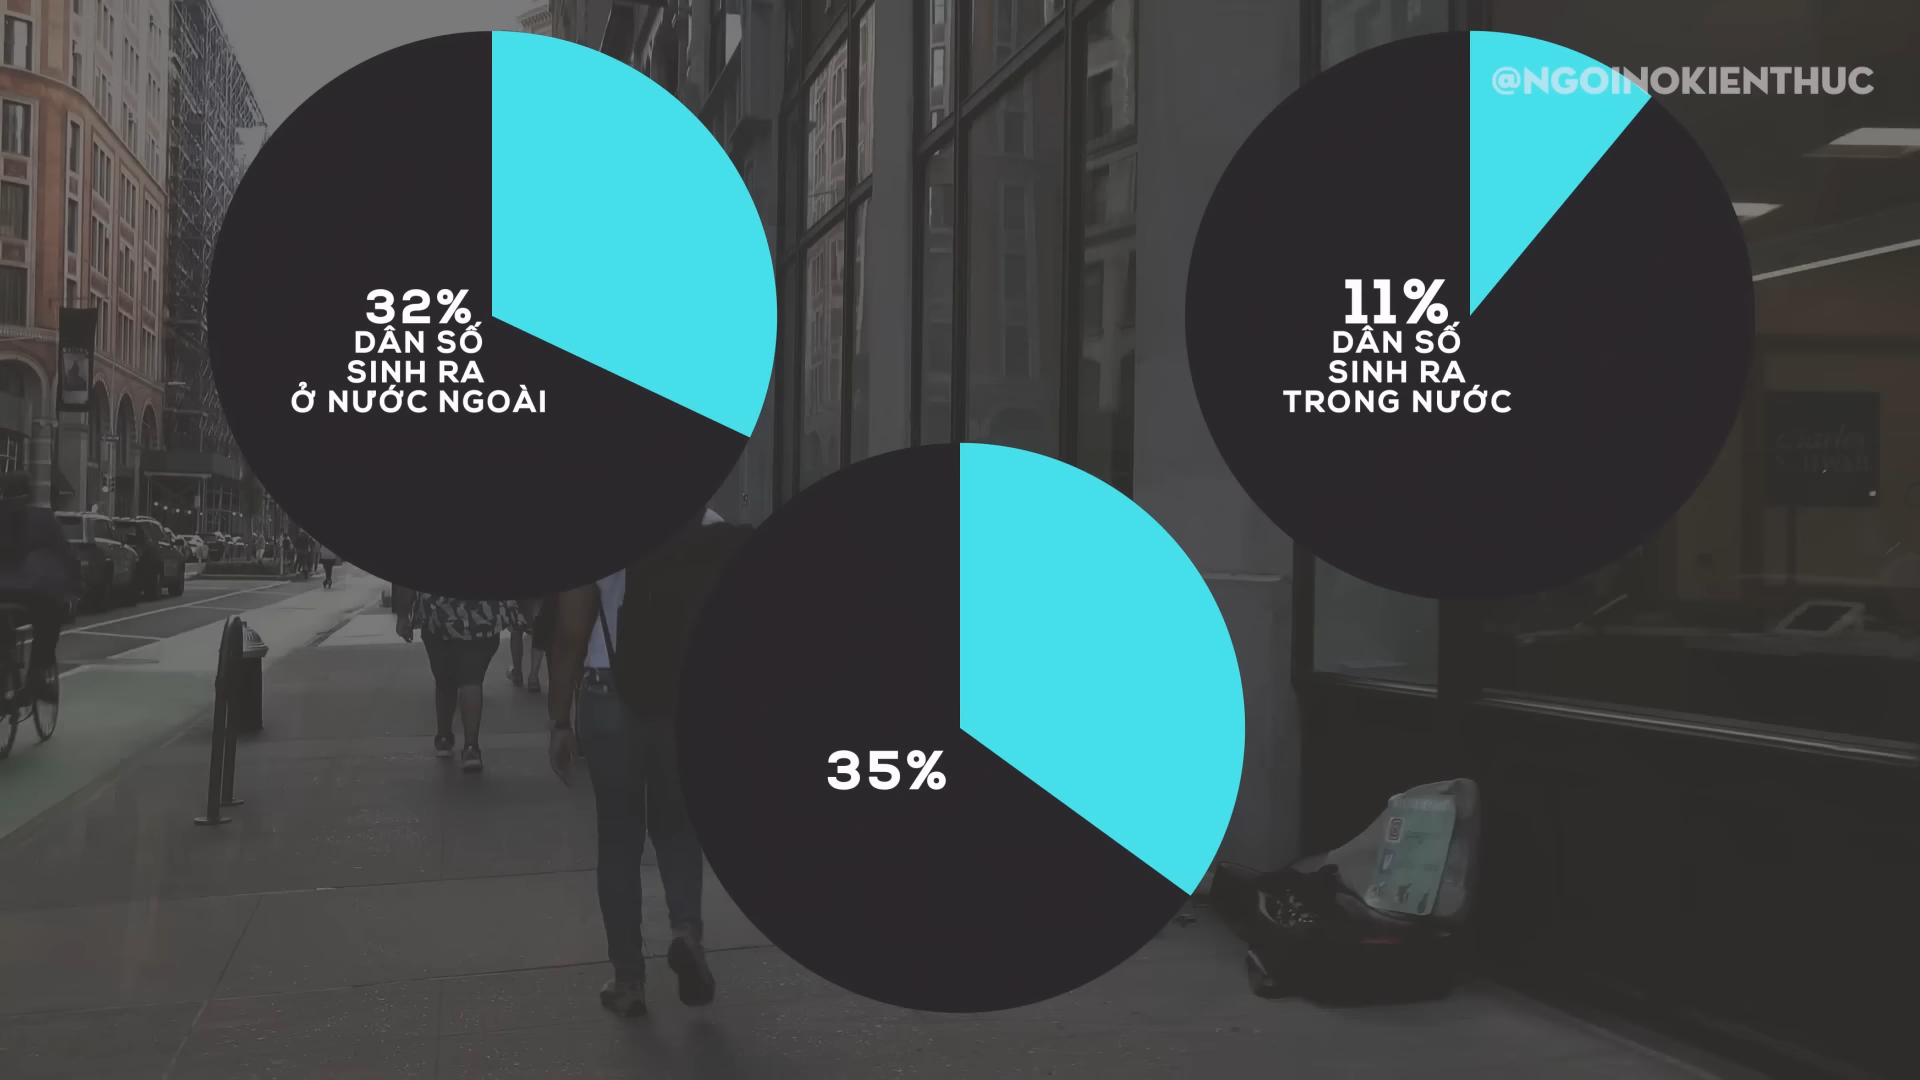 @NGOINOKIENTHUC
32%
DÂN SỐ
SINH RA
Ở NƯỚC NGOÀI
11%
DÂN SỐ
SINH RA
TRONG NƯỚC
35%